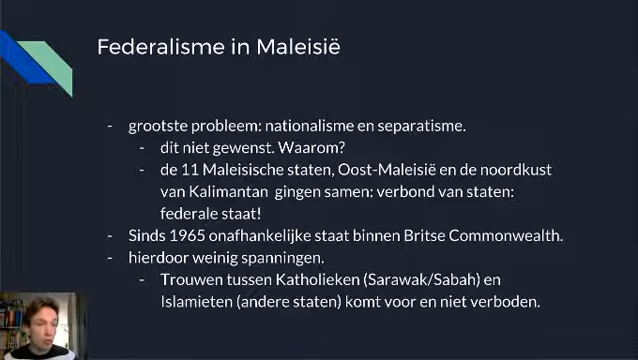 Federalisme in Maleisië
- grootste probleem: nationalisme en separatisme.
- dit niet gewenst. Waarom?
- de 11 Maleisische staten, Oost-Maleisië en de noordkust
van Kalimantan gingen samen: verbond van staten:
federale staat!
- Sinds 1965 onafhankelijke staat binnen Britse Commonwealth.
- hierdoor weinig spanningen.
- Trouwen tussen Katholieken (Sarawak/Sabah) en
Islamieten (andere staten) komt voor en niet verboden.